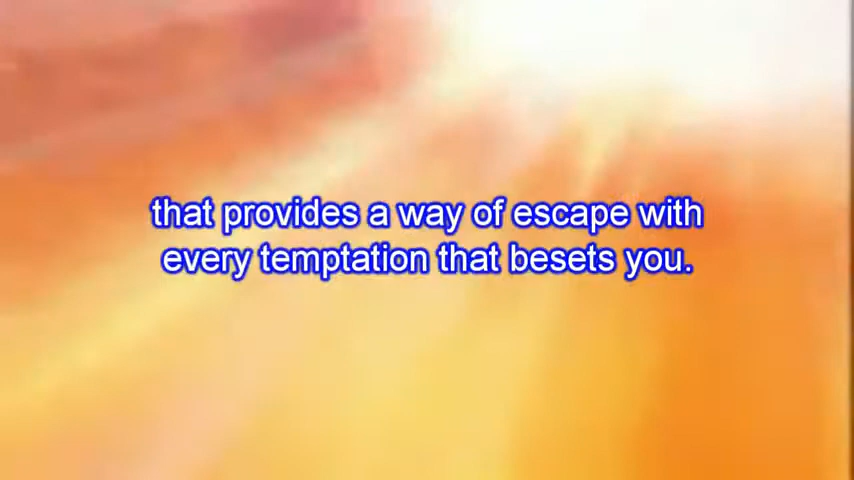 that provides a way of escape with
every temptation that besets you.